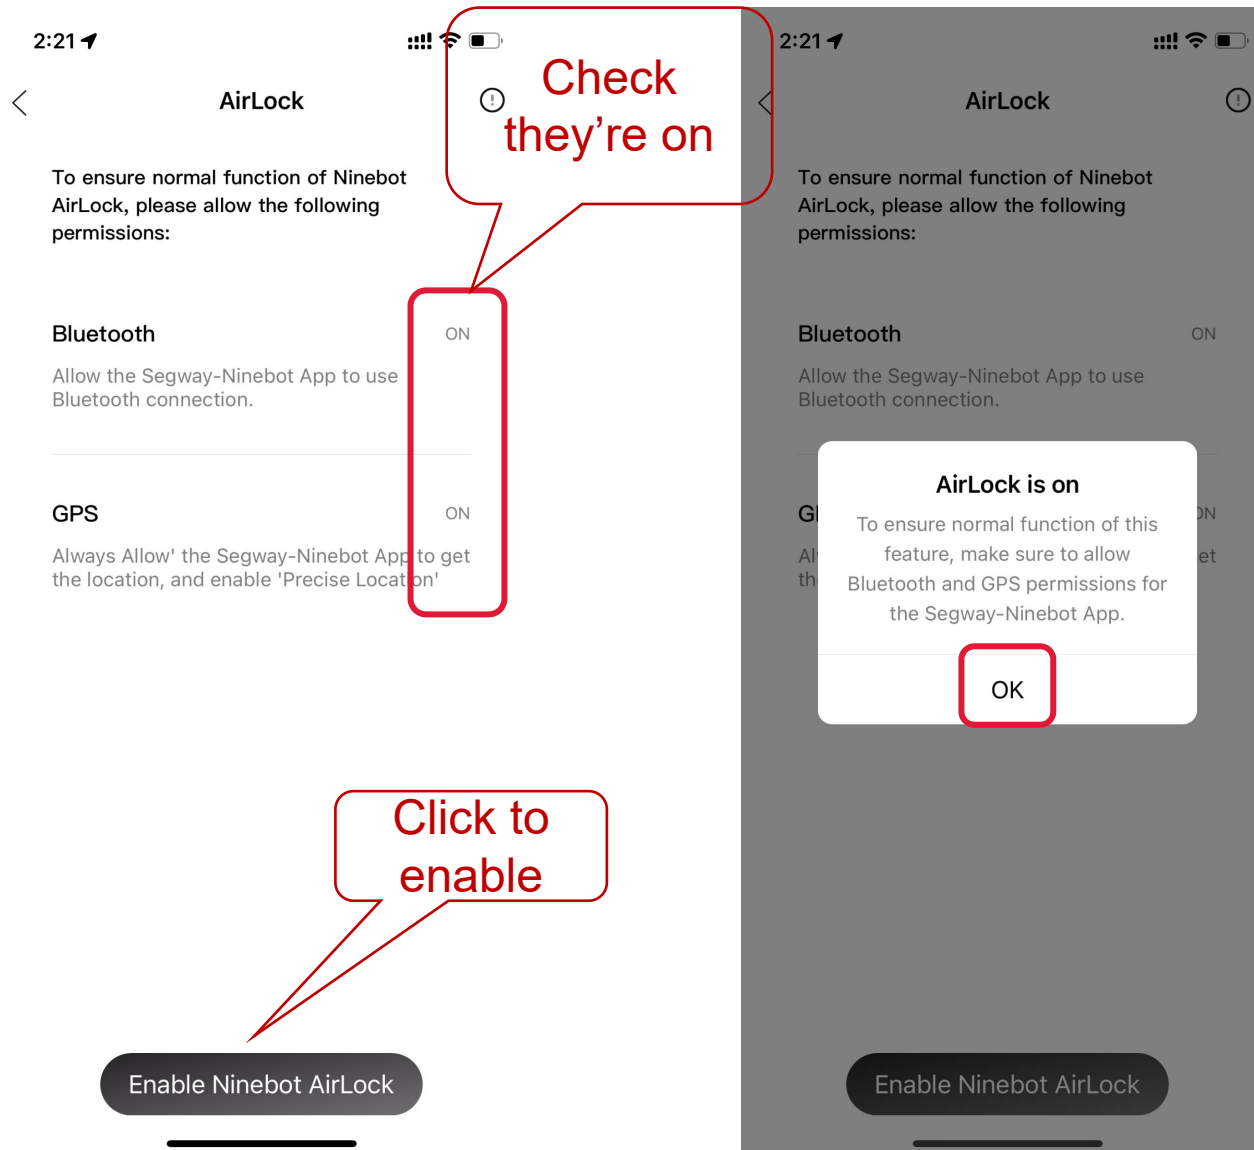 2:21
AirLock
To ensure normal function of Ninebot
AirLock, please allow the following
permissions:
Bluetooth
ON
Allow the Segway-Ninebot App to use
Bluetooth connection.
GPS
ON
Always Allow' the Segway-Ninebot App to get
the location, and enable 'Precise Location'
Enable Ninebot AirLock
Check
they're on
Click to
enable
2:21
AirLock
To ensure normal function of Ninebot
AirLock, please allow the following
permissions:
Bluetooth
ON
Allow the Segway-Ninebot App to use
Bluetooth connection.
AirLock is on
To ensure normal function of this
feature, make sure to allow
Bluetooth and GPS permissions for
the Segway-Ninebot App.
OK
Enable Ninebot AirLock